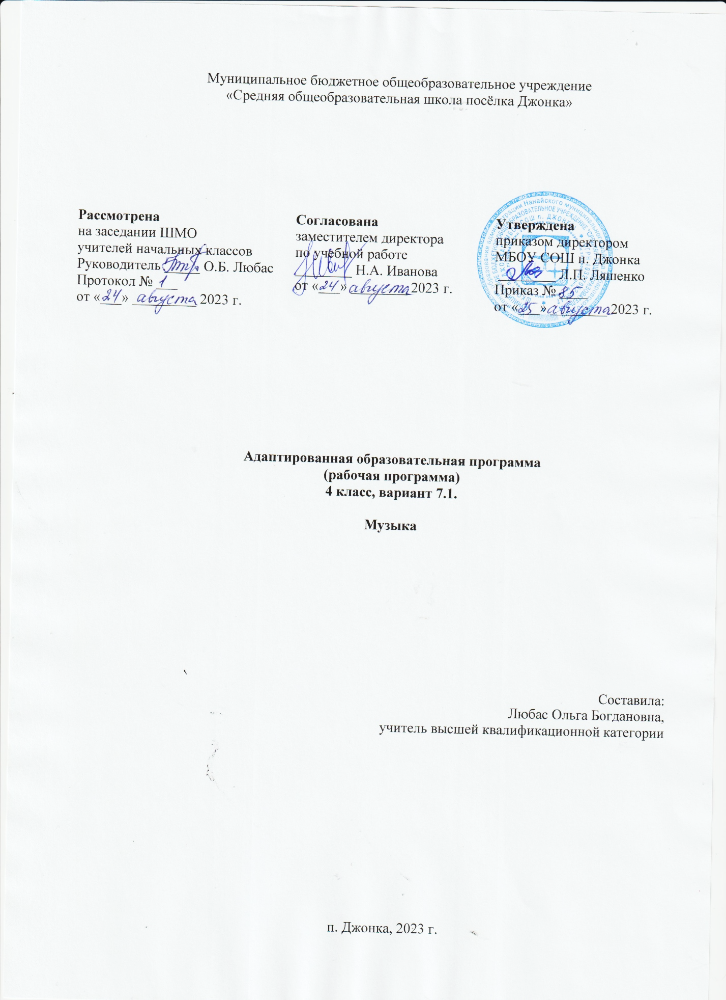 Муниципальное бюджетное общеобразовательное учреждение
«Средняя общеобразовательная школа посёлка Джонка»
Рассмотрена
на заседании ШМО
учителей начальных классов
Руководитель О.Б. Любас
Протокол № 1
от «24» августа 2023 г.
Согласована
заместителем директора
по учебной работе
Н.А. Иванова
от «24» августа 2023 г.
Утверждена
приказом директором
МБОУ СОШ п. Джонка
Л.П. Ляшенко
Приказ № 85
от «25» августа 2023 г.
Адаптированная образовательная программа
(рабочая программа)
4 класс, вариант 7.1.
Музыка
Составила:
Любас Ольга Богдановна,
учитель высшей квалификационной категории
п. Джонка, 2023 г.